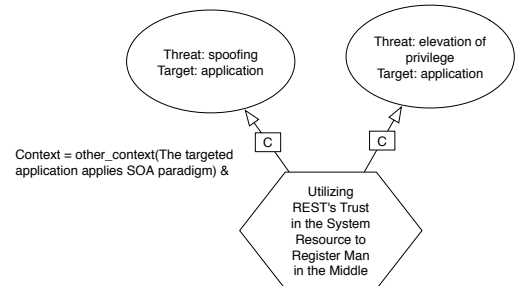 Threat: spoofing
Target: application
Threat: elevation of
privilege
Target: application
C
C
Context = other_context(The targeted
application applies SOA paradigm) &
Utilizing
REST's Trust
in the System
Resource to
Register Man
in the Middle